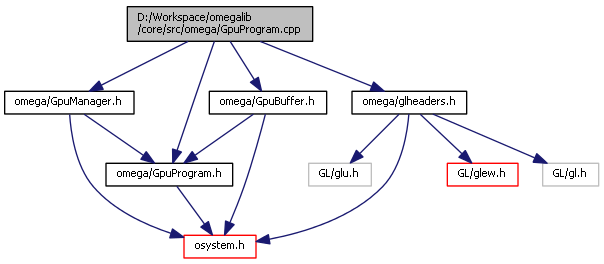 D:/Workspace/omegalib
/core/src/omega/GpuProgram.cpp
omega/GpuManager.h
omega/GpuBuffer.h
omega/glheaders.h
omega/GpuProgram.h
GL/glu.h
GL/glew.h
GL/gl.h
osystem.h